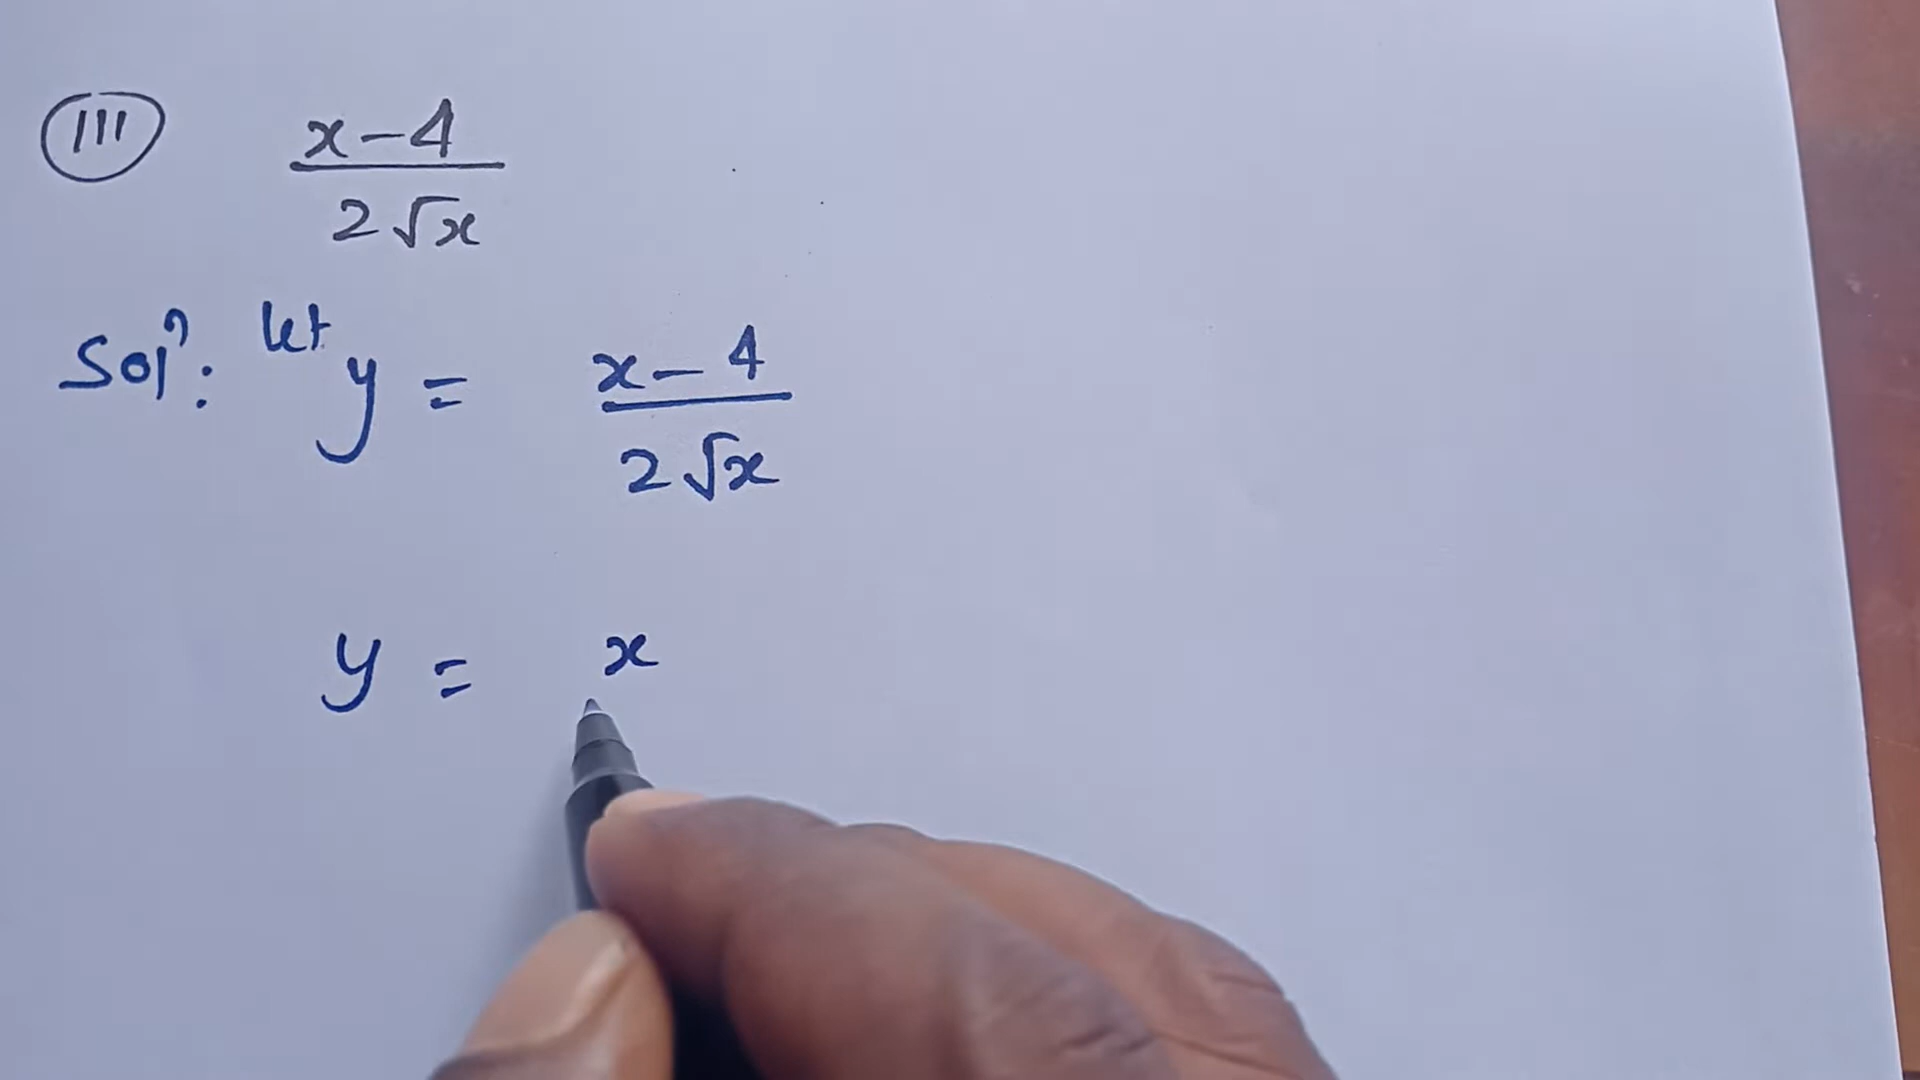 III x-4
2√x
Solⁿ: let y = x-4
2√x
y = x